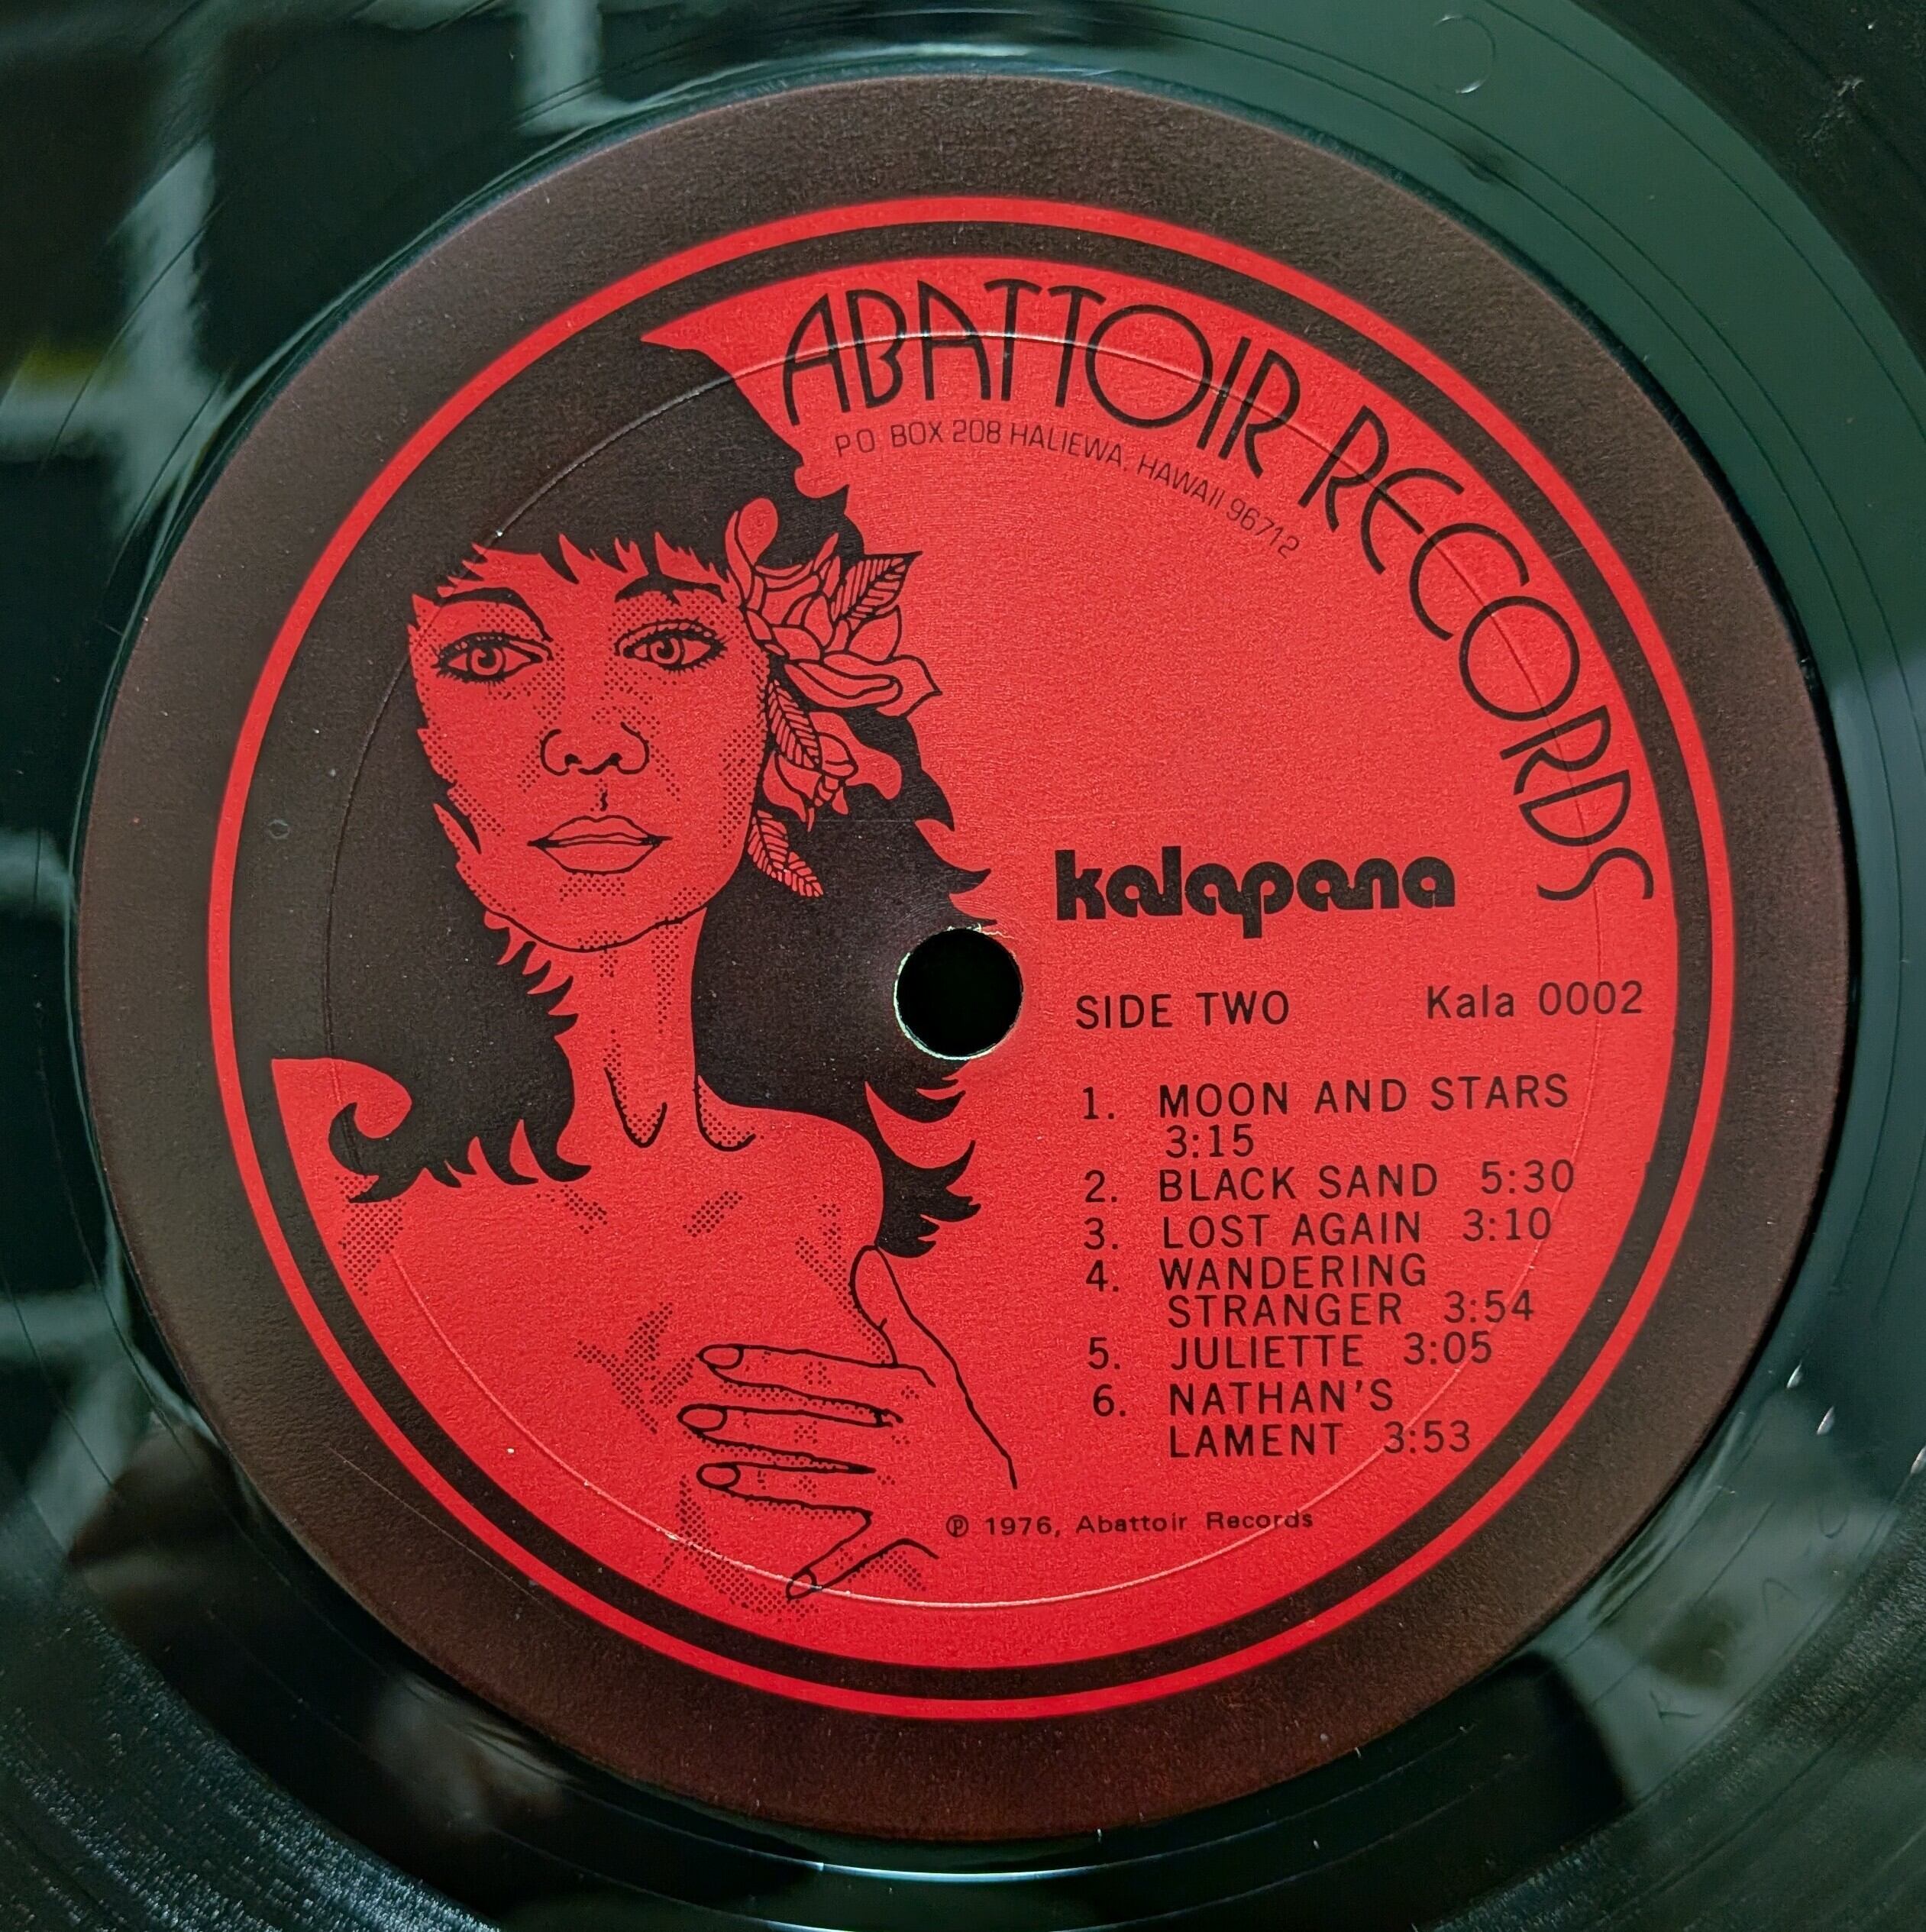 ABATTOIR RECORDS
P.O. BOX 208 HALIEWA, HAWAII 96712
kalapana
SIDE TWO Kala 0002
1. MOON AND STARS
3:15
2. BLACK SAND 5:30
3. LOST AGAIN 3:10
4. WANDERING
STRANGER 3:54
5. JULIETTE 3:05
6. NATHAN'S
LAMENT 3:53
℗ 1976, Abattoir Records